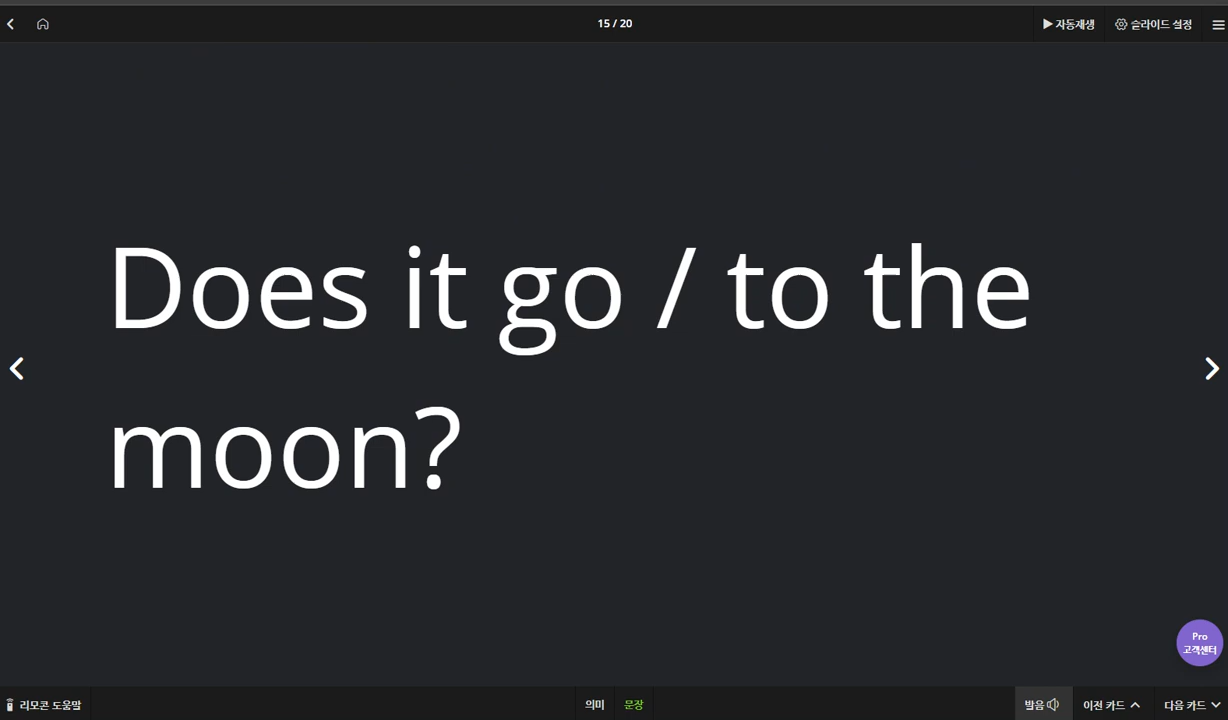 15 / 20
자동재생
슬라이드 설정
Does it go / to the
moon?
Pro
고객센터
리모콘 도움말
의미
문장
발음
이전 카드
다음 카드